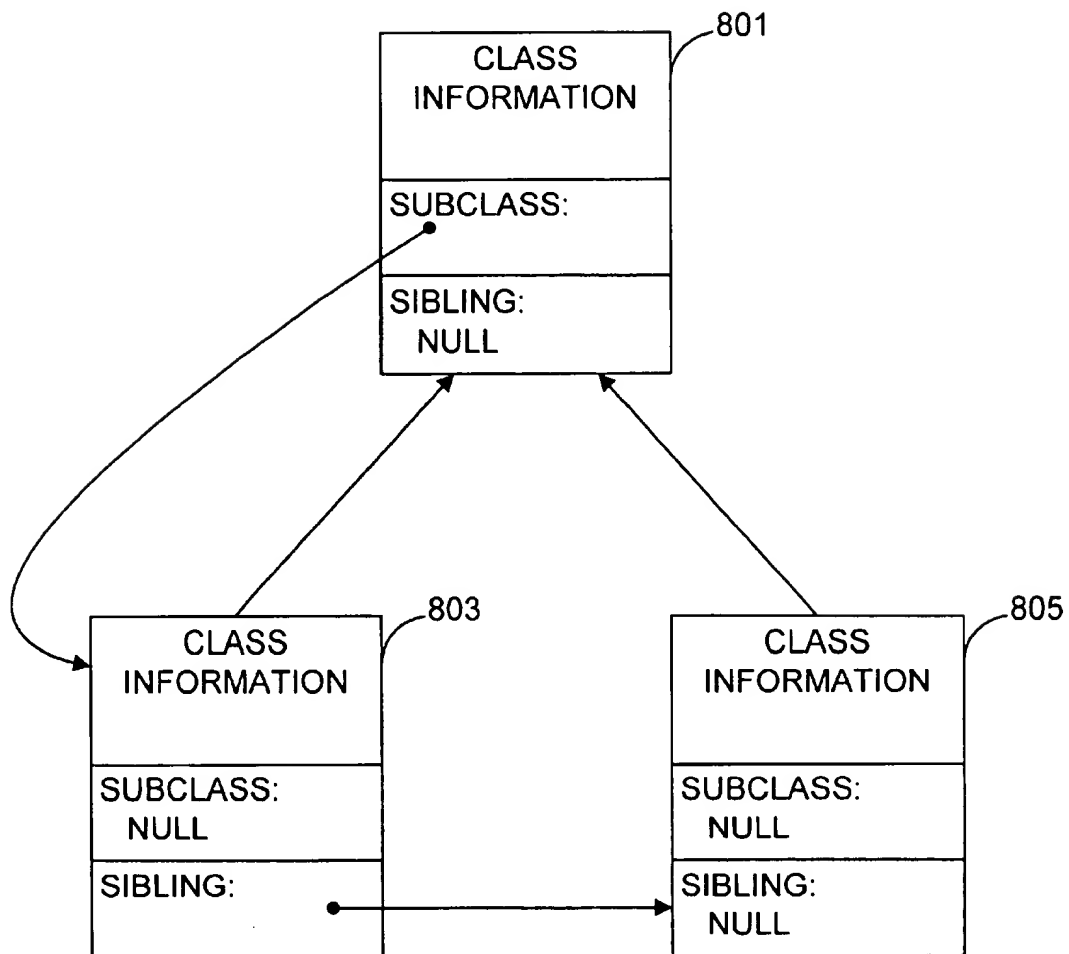 801
CLASS
INFORMATION
SUBCLASS:
SIBLING:
NULL
803
CLASS
INFORMATION
SUBCLASS:
NULL
SIBLING:
805
CLASS
INFORMATION
SUBCLASS:
NULL
SIBLING:
NULL